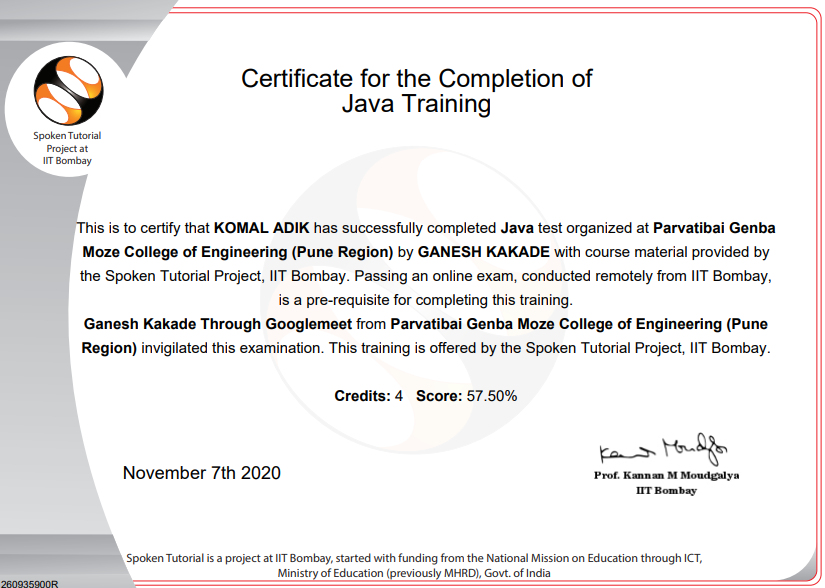 Certificate for the Completion of
Java Training
Spoken Tutorial
Project at
IIT Bombay
This is to certify that KOMAL ADIK has successfully completed Java test organized at Parvatibai Genba
Moze College of Engineering (Pune Region) by GANESH KAKADE with course material provided by
the Spoken Tutorial Project, IIT Bombay. Passing an online exam, conducted remotely from IIT Bombay,
is a pre-requisite for completing this training.
Ganesh Kakade Through Googlemeet from Parvatibai Genba Moze College of Engineering (Pune
Region) invigilated this examination. This training is offered by the Spoken Tutorial Project, IIT Bombay.
Credits: 4 Score: 57.50%
November 7th 2020
Prof. Kannan M Moudgalya
IIT Bombay
Spoken Tutorial is a project at IIT Bombay, started with funding from the National Mission on Education through ICT,
Ministry of Education (previously MHRD), Govt. of India
260935900R